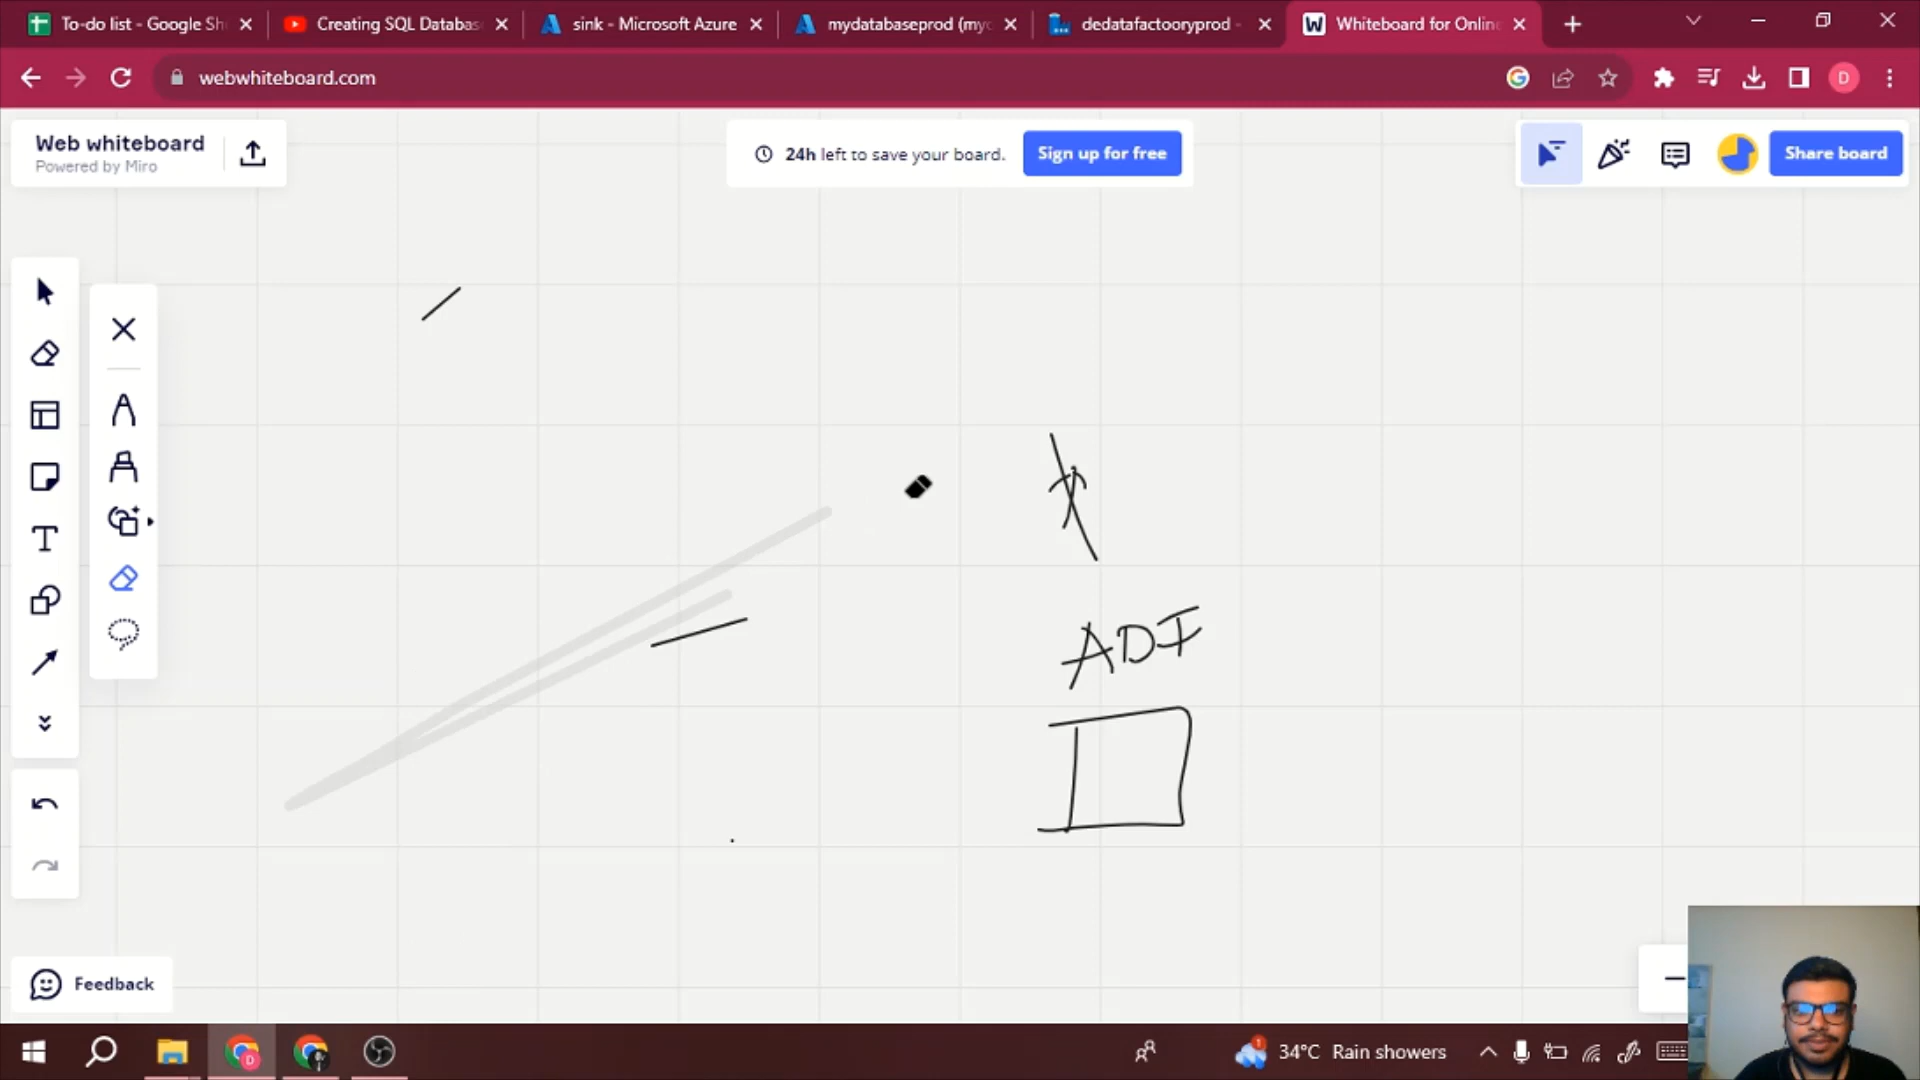 To-do list - Google Sh
Creating SQL Databas
sink - Microsoft Azure
mydatabaseprod (my
dedatafactooryprod -
Whiteboard for Onlin
webwhiteboard.com
D
Web whiteboard
Powered by Miro
24h left to save your board.
Sign up for free
Share board
ADF
Feedback
34°C Rain showers